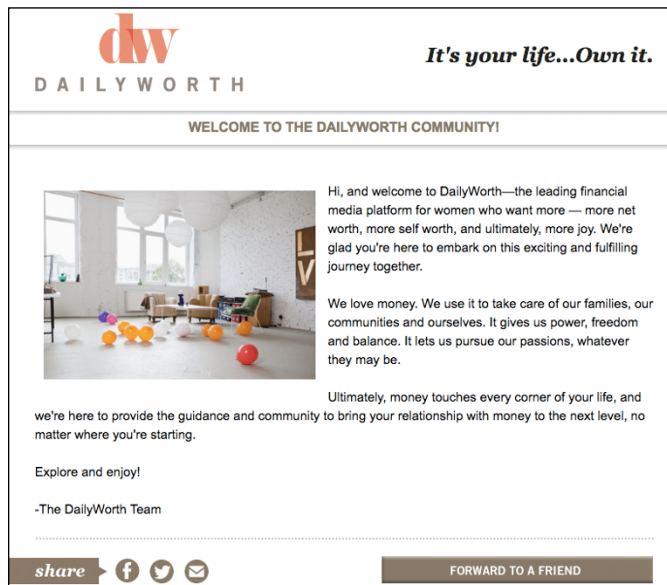 dw
DAILYWORTH
It's your life...Own it.
WELCOME TO THE DAILYWORTH COMMUNITY!
Hi, and welcome to DailyWorth—the leading financial
media platform for women who want more — more net
worth, more self worth, and ultimately, more joy. We're
glad you're here to embark on this exciting and fulfilling
journey together.
We love money. We use it to take care of our families, our
communities and ourselves. It gives us power, freedom
and balance. It lets us pursue our passions, whatever
they may be.
Ultimately, money touches every corner of your life, and
we're here to provide the guidance and community to bring your relationship with money to the next level, no
matter where you're starting.
Explore and enjoy!
-The DailyWorth Team
share
FORWARD TO A FRIEND